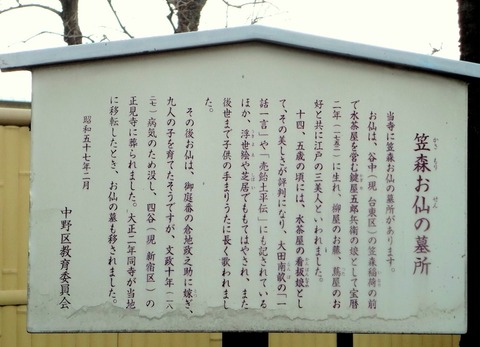 笠森お仙の墓所
かさ もり せん
当寺に笠森お仙の墓所があります。
お仙は、谷中(現 台東区)の笠森稲荷の前
で水茶屋を営む鍵屋五郎兵衛の娘として宝暦
二年(一七五二)に生れ、柳屋のお藤、蔦屋のお
好と共に江戸の三美人といわれました。
十四、五歳の頃には、水茶屋の看板娘とし
て、その美しさが評判になり、大田南畝の「一
話一言」や「売飴土平伝」にも記されている
ほか、浮世絵や芝居でももてはやされ、また
後世まで子供の手まりうたに長く歌われまし
た。
その後お仙は、御庭番の倉地政之助に嫁ぎ、
九人の子を育てたそうですが、文政十年(一八
二七)病気のため没し、四谷(現 新宿区)の
正見寺に葬られました。大正二年同寺が当地
に移転したとき、お仙の墓も移されました。
昭和五十七年二月
中野区教育委員会